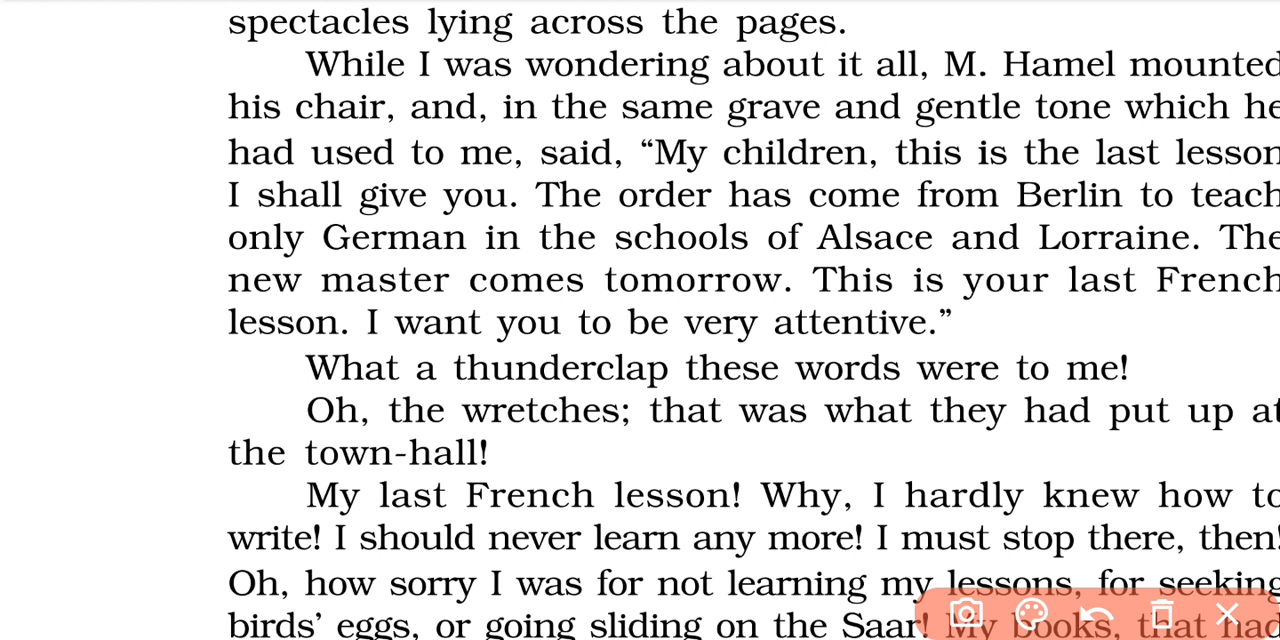 spectacles lying across the pages.
While I was wondering about it all, M. Hamel mounted
his chair, and, in the same grave and gentle tone which he
had used to me, said, “My children, this is the last lesson
I shall give you. The order has come from Berlin to teach
only German in the schools of Alsace and Lorraine. The
new master comes tomorrow. This is your last French
lesson. I want you to be very attentive.”
What a thunderclap these words were to me!
Oh, the wretches; that was what they had put up at
the town-hall!
My last French lesson! Why, I hardly knew how to
write! I should never learn any more! I must stop there, then!
Oh, how sorry I was for not learning my lessons, for seeking
birds’ eggs, or going sliding on the Saar! My books, that had